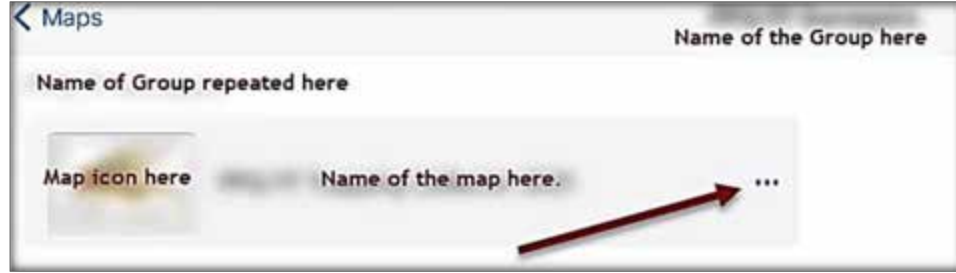 Maps
Name of the Group here
Name of Group repeated here
Map icon here
Name of the map here.
...